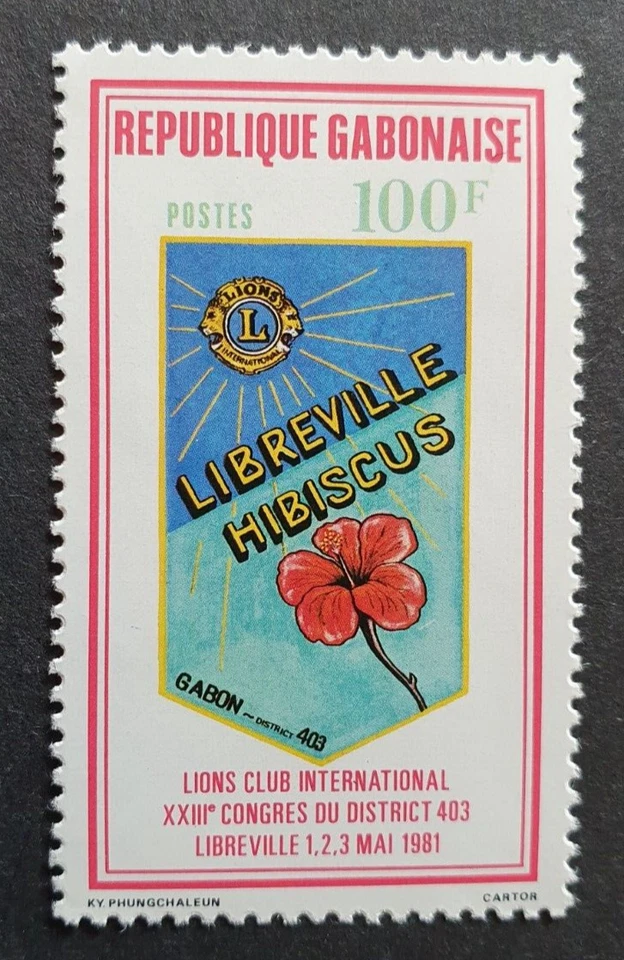 REPUBLIQUE GABONAISE
POSTES 100F
LIONS
L
INTERNATIONAL
LIBREVILLE
HIBISCUS
GABON ~ DISTRICT 403
LIONS CLUB INTERNATIONAL
XXIIIe CONGRES DU DISTRICT 403
LIBREVILLE 1,2,3 MAI 1981
KY. PHUNGCHALEUN CARTOR